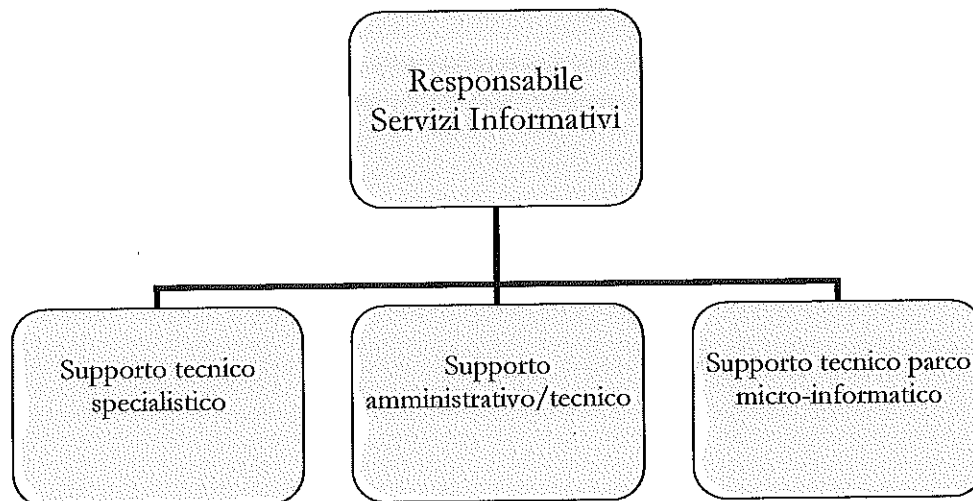 Responsabile
Servizi Informativi
Supporto tecnico
specialistico
Supporto
amministrativo/tecnico
Supporto tecnico parco
micro-informatico